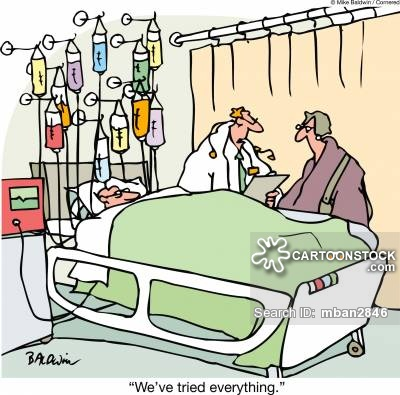 © Mike Baldwin / Cornered
CARTOONSTOCK
.com
Search ID: mban2846
BALDWIN
“We’ve tried everything.”